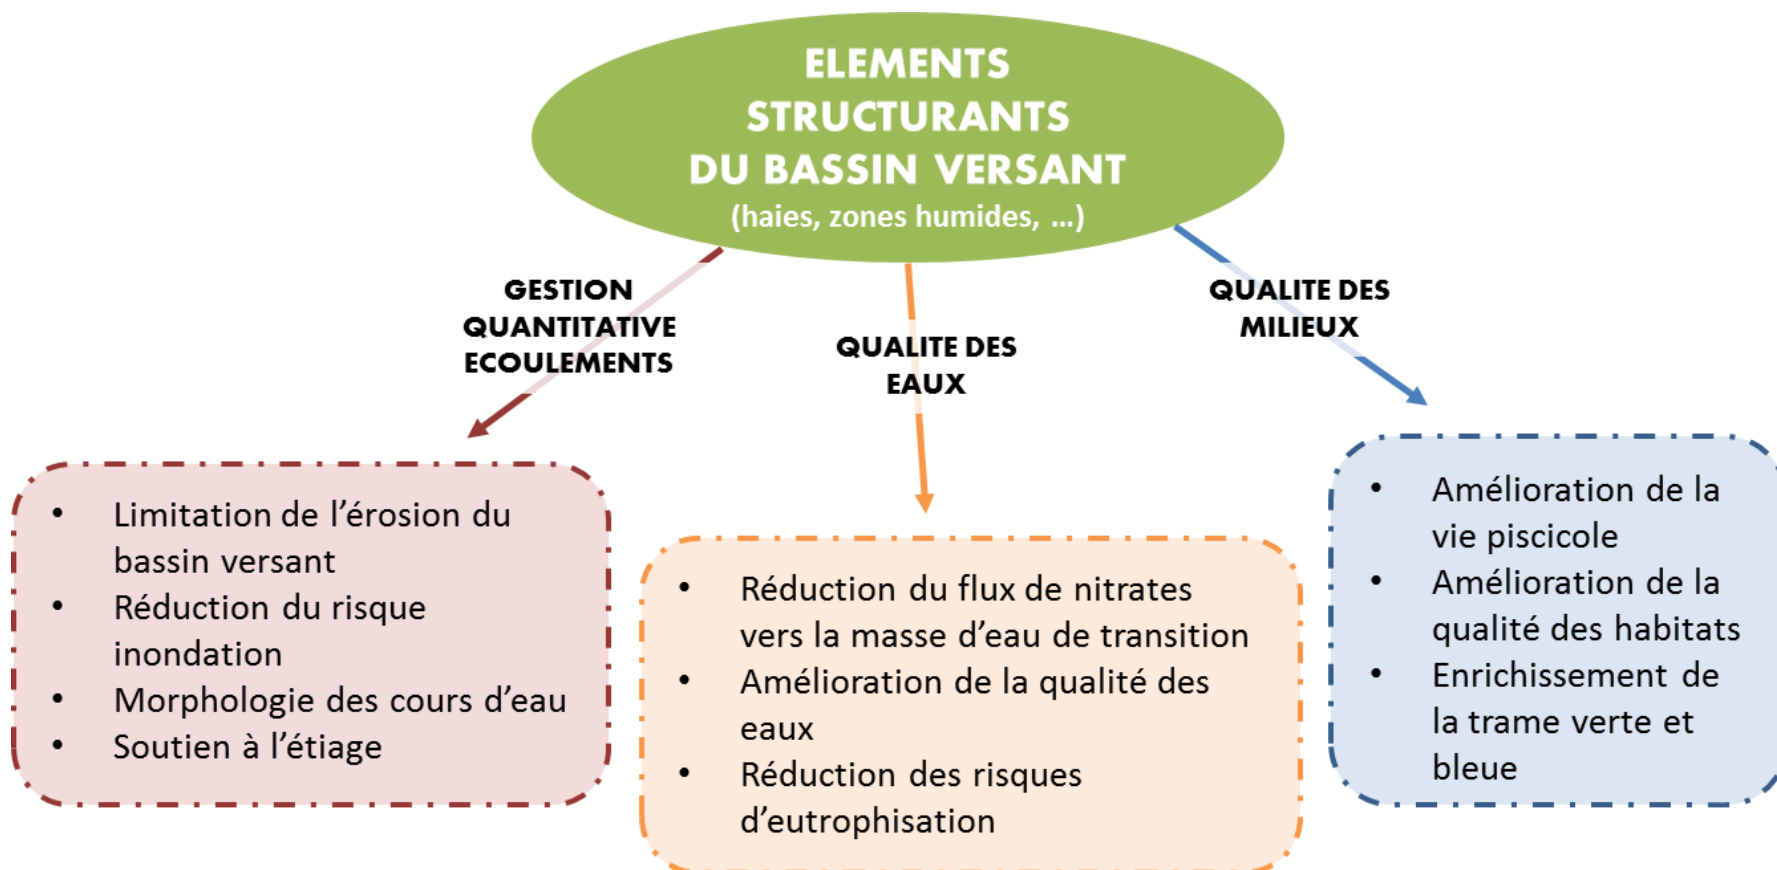 ELEMENTS
STRUCTURANTS
DU BASSIN VERSANT
(haies, zones humides, ...)
GESTION
QUANTITATIVE
ECOULEMENTS
QUALITE DES
EAUX
QUALITE DES
MILIEUX
• Limitation de l’érosion du
bassin versant
• Réduction du risque
inondation
• Morphologie des cours d’eau
• Soutien à l’étiage
• Réduction du flux de nitrates
vers la masse d’eau de transition
• Amélioration de la qualité des
eaux
• Réduction des risques
d’eutrophisation
• Amélioration de la
vie piscicole
• Amélioration de la
qualité des habitats
• Enrichissement de
la trame verte et
bleue